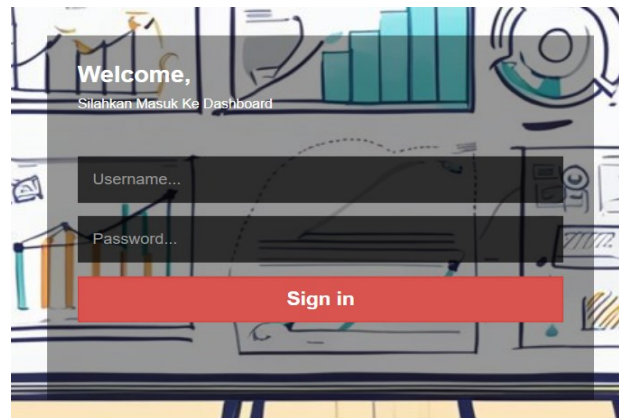 Welcome,
Silahkan Masuk Ke Dashboard
Username...
Password...
Sign in